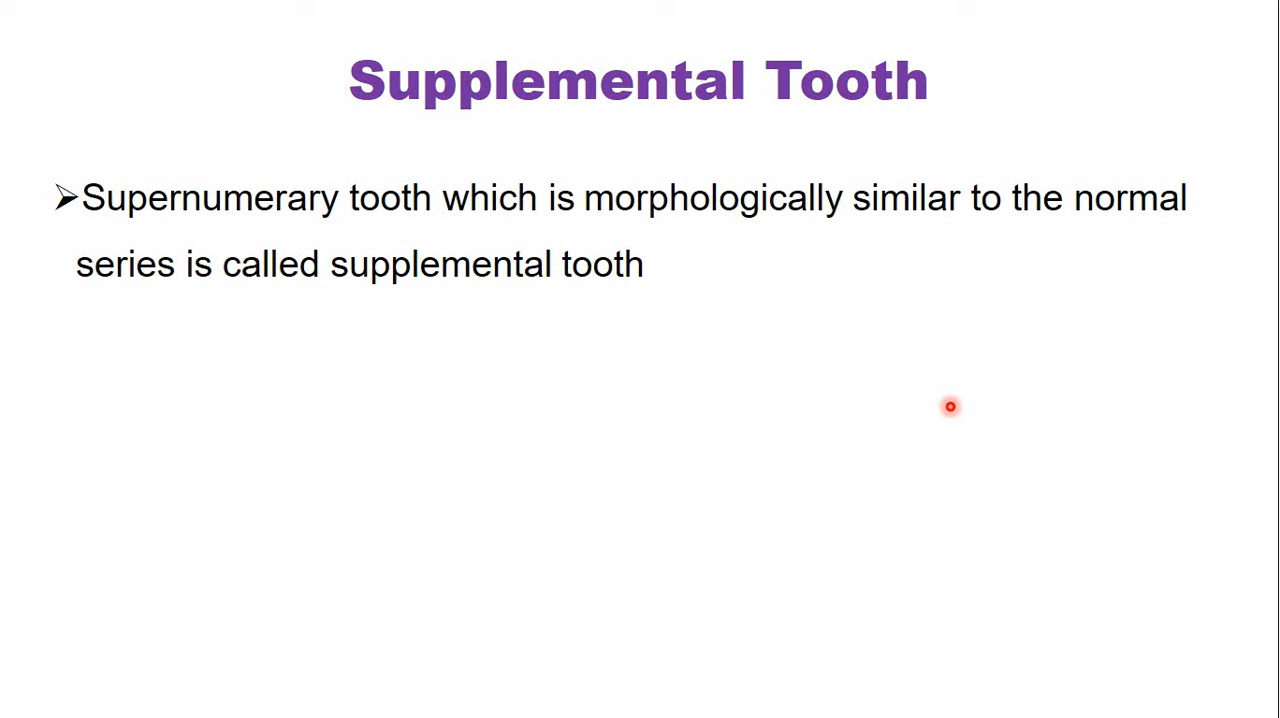 Supplemental Tooth
➢Supernumerary tooth which is morphologically similar to the normal
series is called supplemental tooth